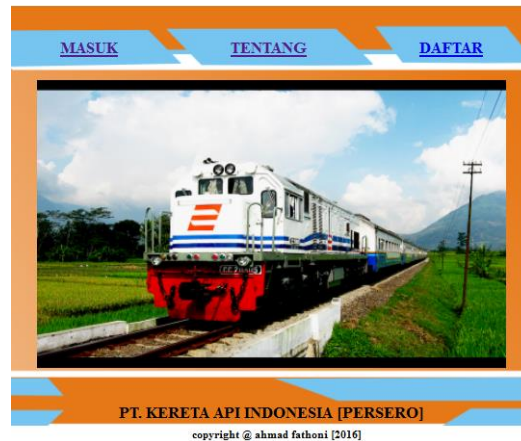 MASUK TENTANG DAFTAR
PT. KERETA API INDONESIA [PERSERO]
copyright @ ahmad fathoni [2016]